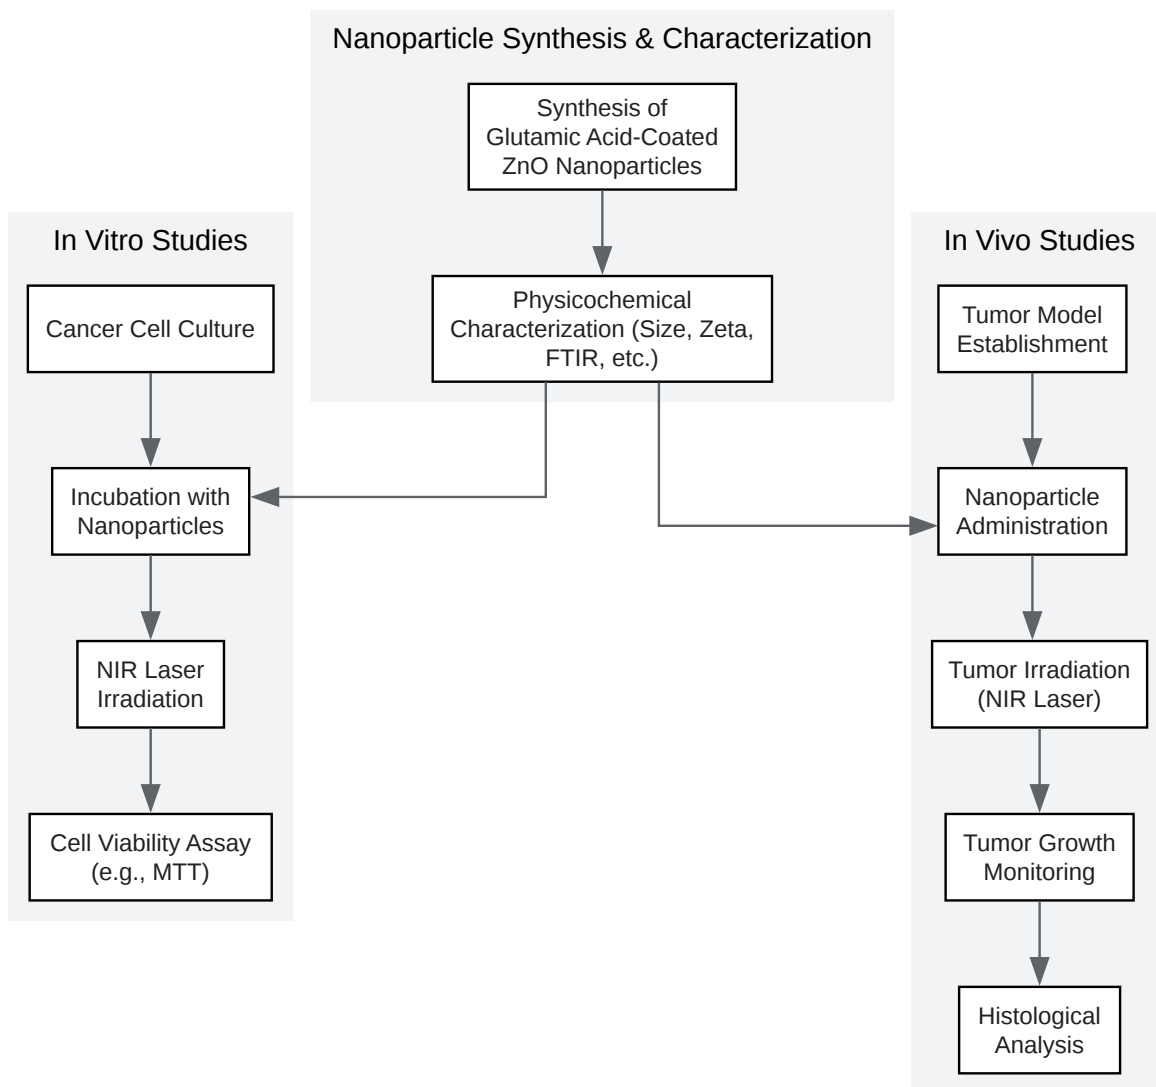 Nanoparticle Synthesis & Characterization
Synthesis of
Glutamic Acid-Coated
ZnO Nanoparticles
Physicochemical
Characterization (Size, Zeta,
FTIR, etc.)
In Vitro Studies
Cancer Cell Culture
Incubation with
Nanoparticles
NIR Laser
Irradiation
Cell Viability Assay
(e.g., MTT)
In Vivo Studies
Tumor Model
Establishment
Nanoparticle
Administration
Tumor Irradiation
(NIR Laser)
Tumor Growth
Monitoring
Histological
Analysis